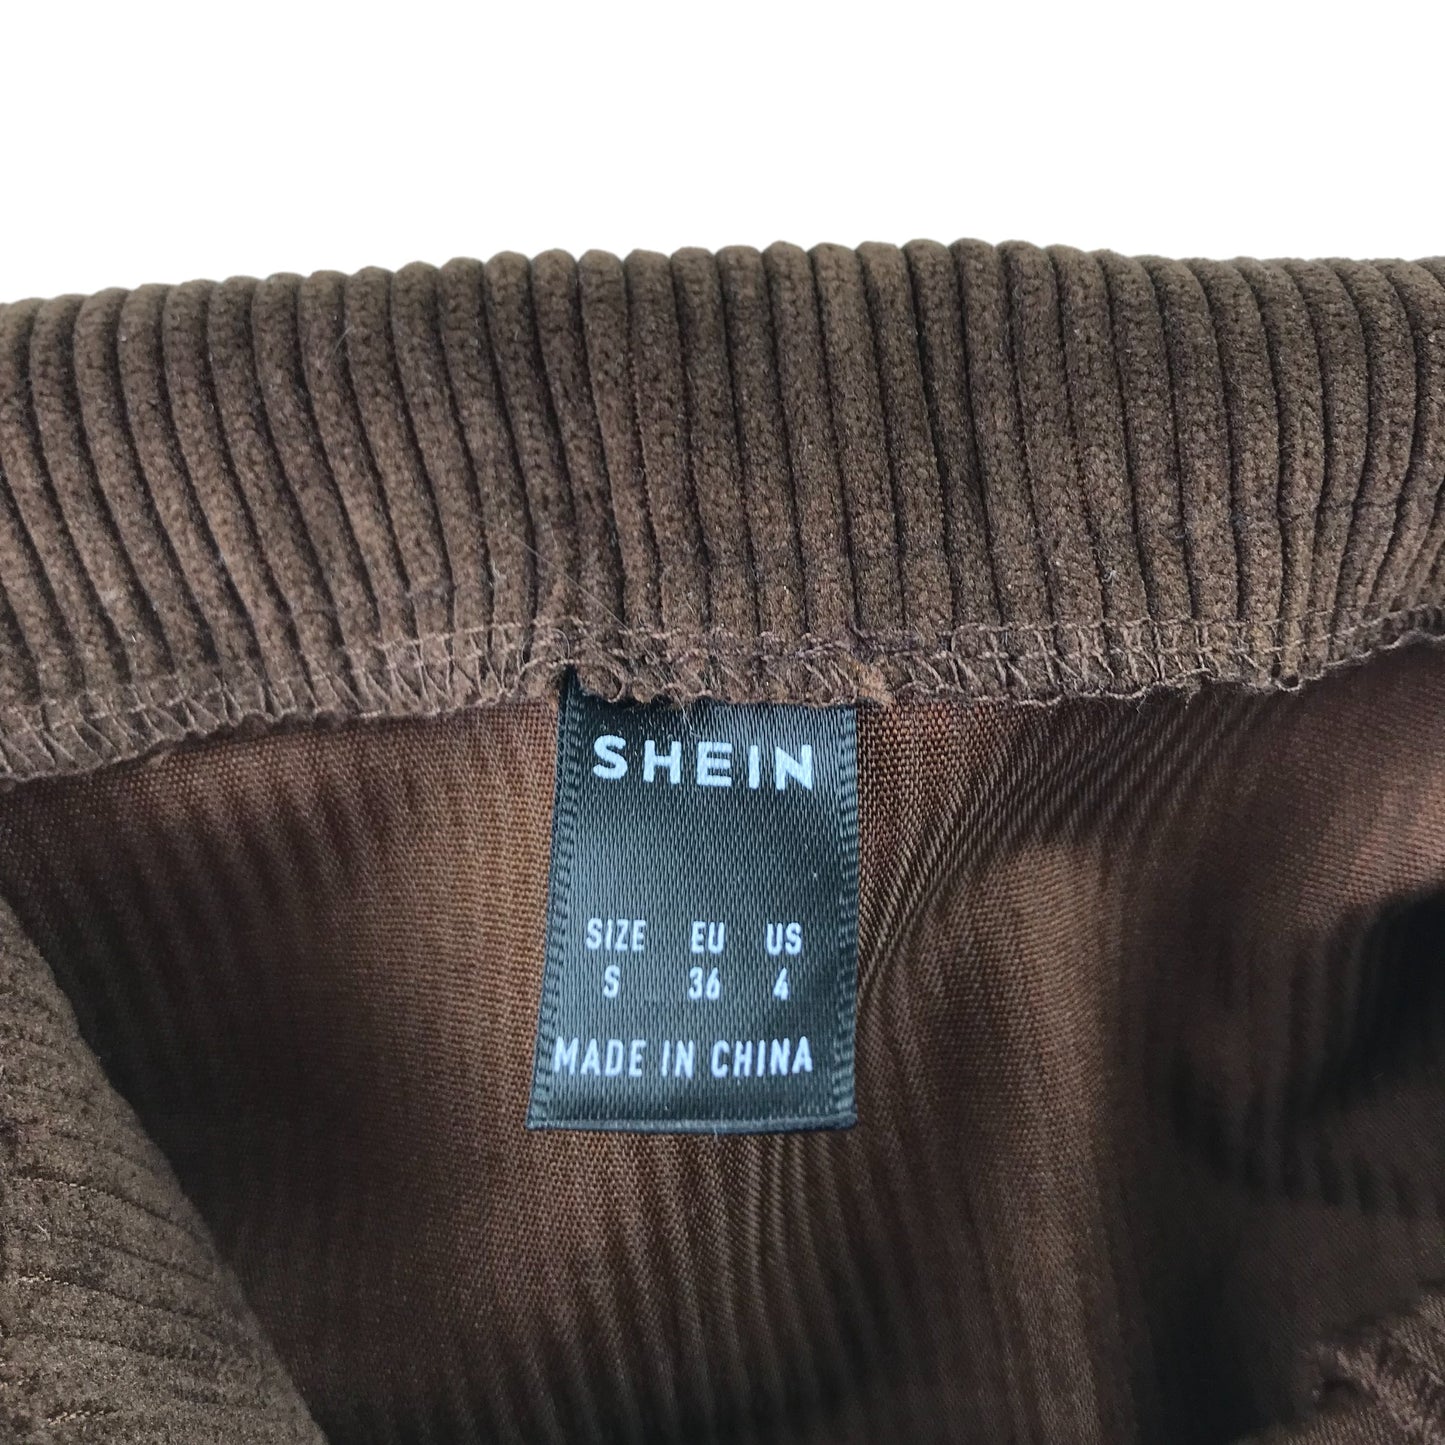 SHEIN
SIZE EU US
S 36 4
MADE IN CHINA